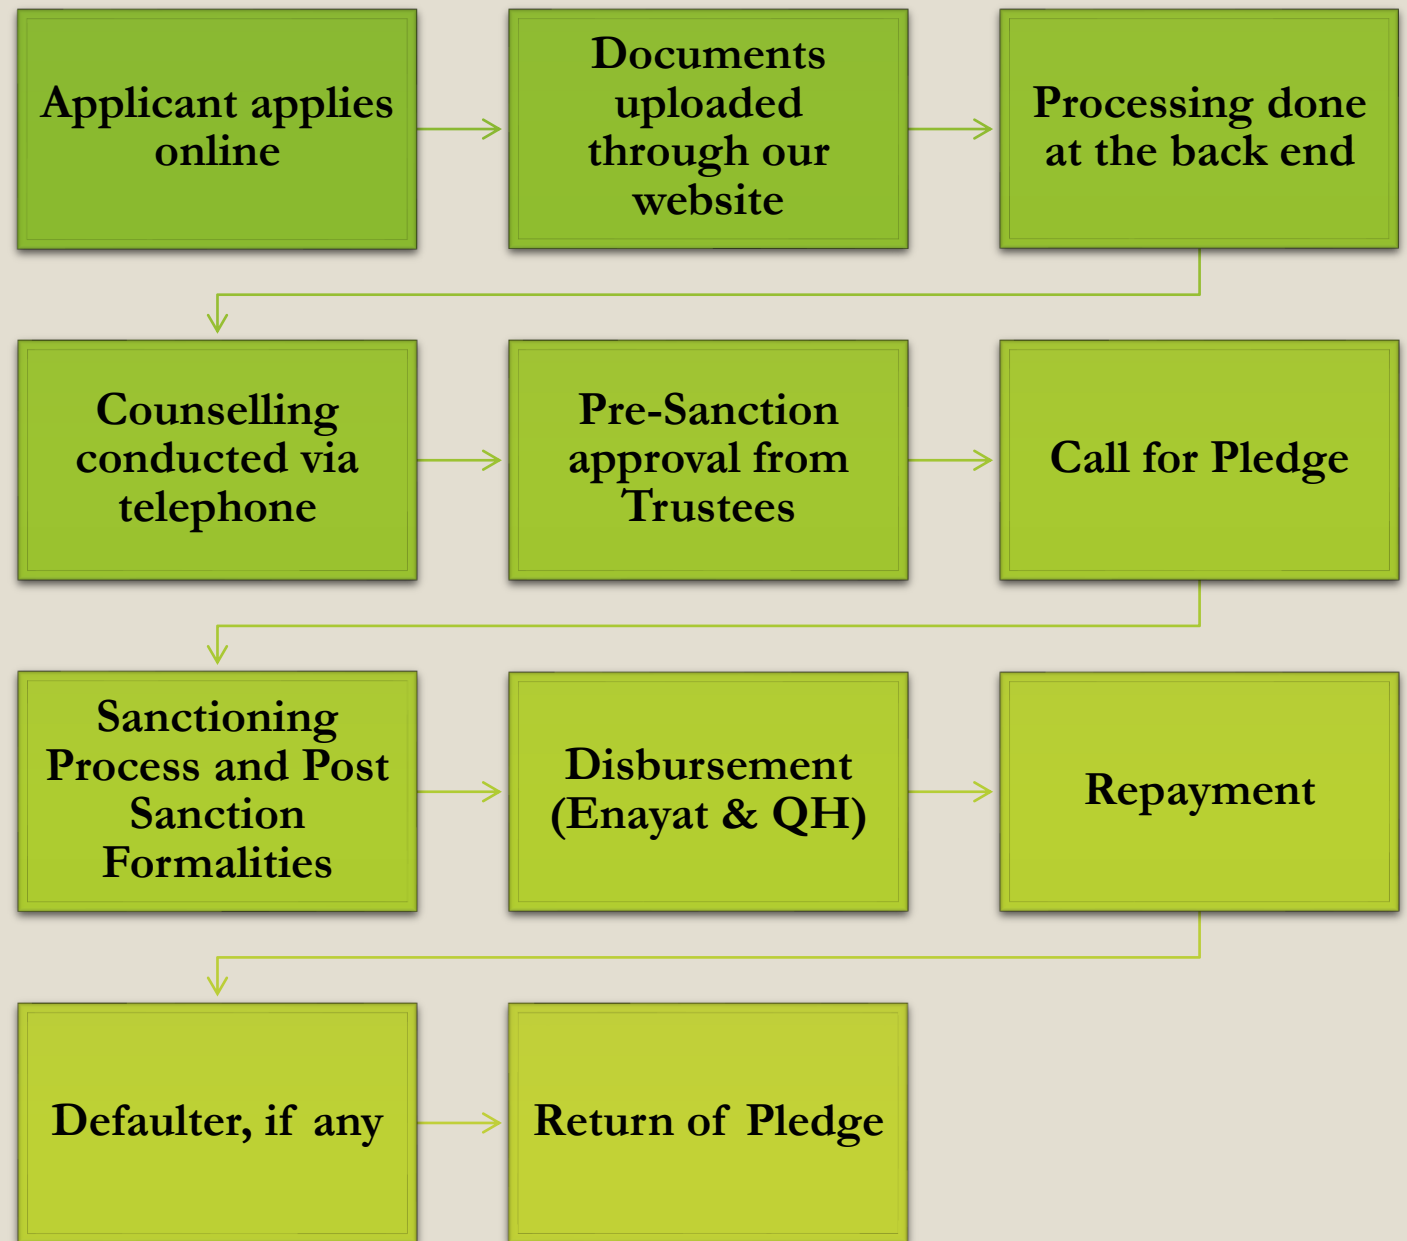 Applicant applies
online
Documents
uploaded
through our
website
Processing done
at the back end
Counselling
conducted via
telephone
Pre-Sanction
approval from
Trustees
Call for Pledge
Sanctioning
Process and Post
Sanction
Formalities
Disbursement
(Enayat & QH)
Repayment
Defaulter, if any
Return of Pledge